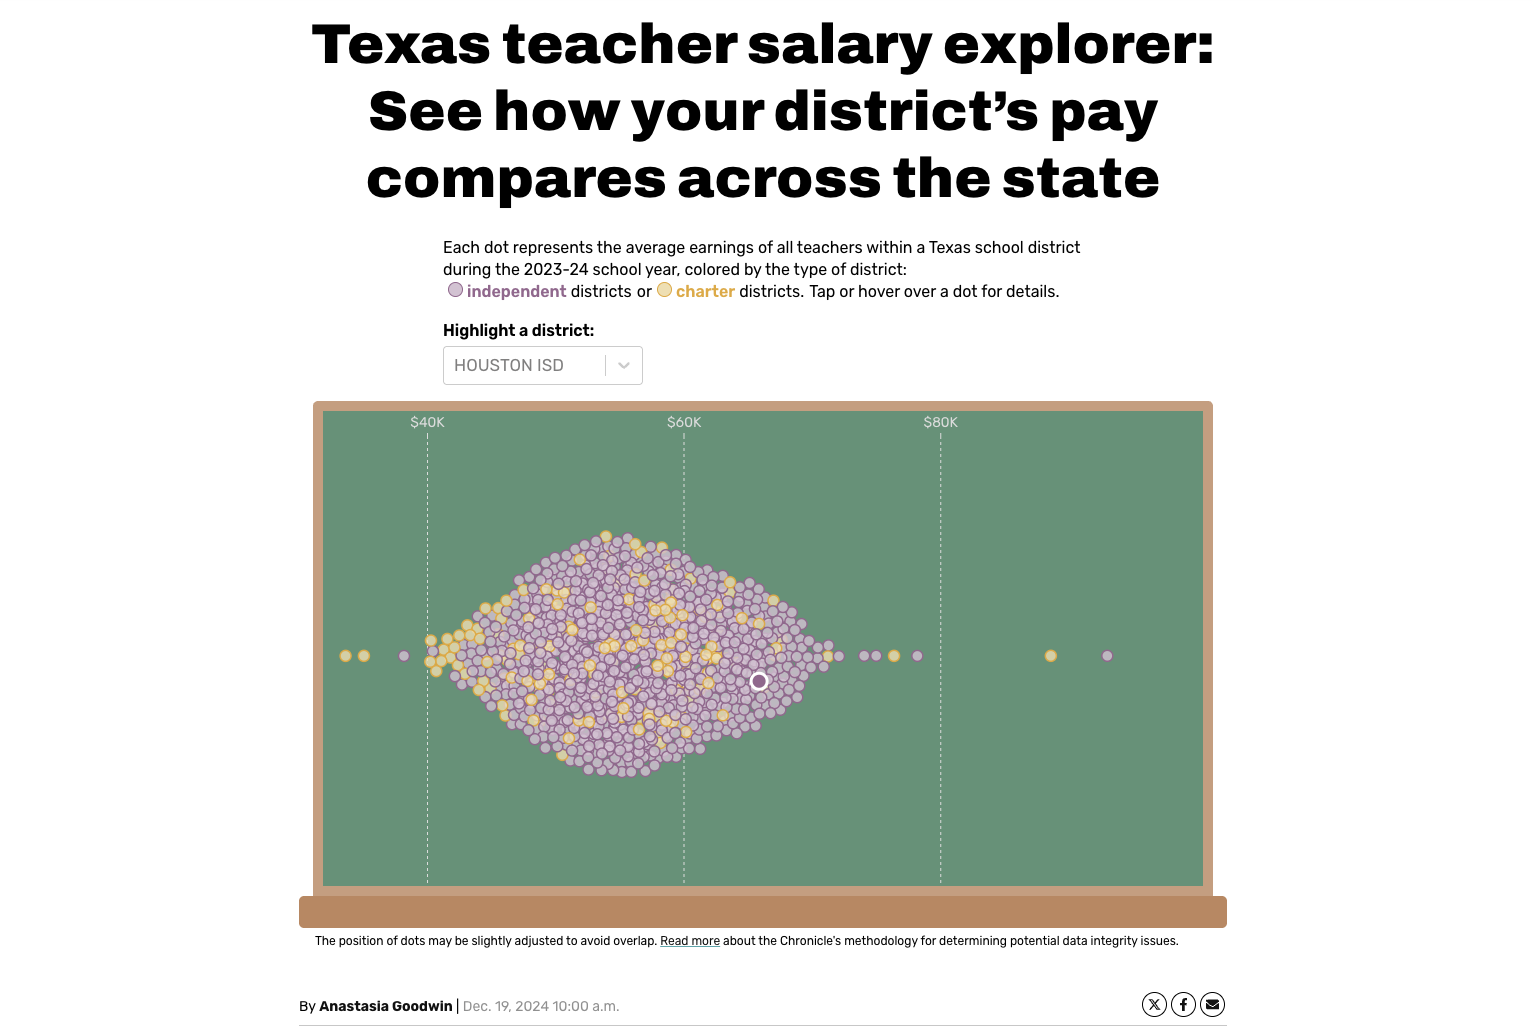 Texas teacher salary explorer:
See how your district’s pay
compares across the state
Each dot represents the average earnings of all teachers within a Texas school district
during the 2023-24 school year, colored by the type of district:
independent districts or charter districts. Tap or hover over a dot for details.
Highlight a district:
HOUSTON ISD
$40K $60K $80K
The position of dots may be slightly adjusted to avoid overlap. Read more about the Chronicle's methodology for determining potential data integrity issues.
By Anastasia Goodwin | Dec. 19, 2024 10:00 a.m.